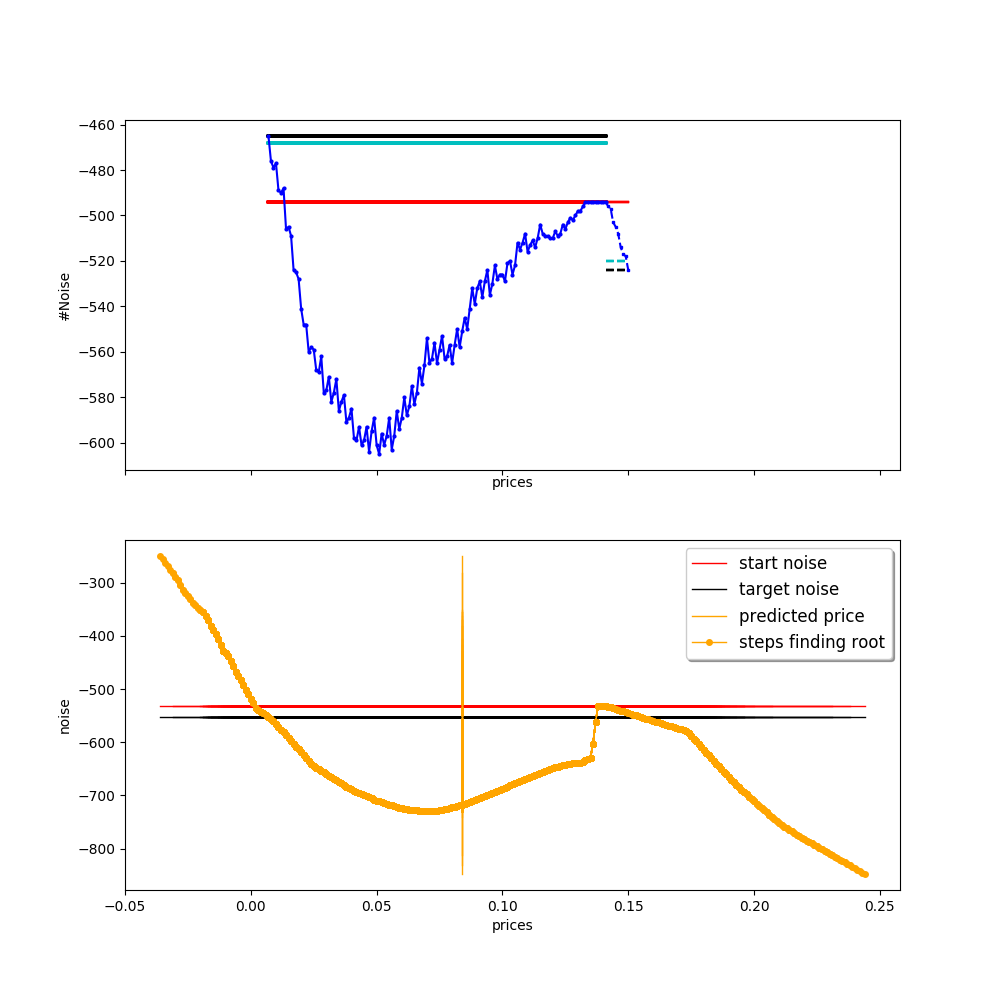 −460
−480
−500
−520
−540
−560
−580
−600
#Noise
prices
−300
−400
−500
−600
−700
−800
noise
start noise
target noise
predicted price
steps finding root
−0.05 0.00 0.05 0.10 0.15 0.20 0.25
prices